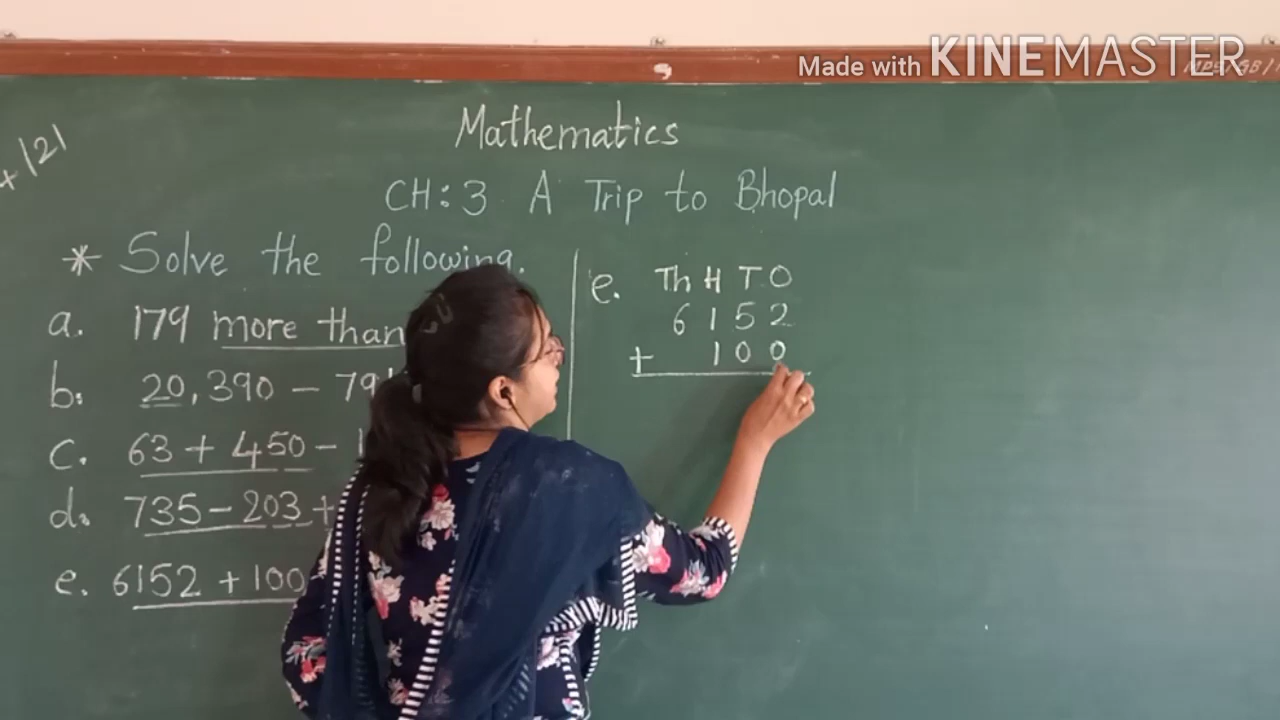 Made with KINEMASTER
Mathematics
CH: 3 A Trip to Bhopal
* Solve the following.
a. 179 more than
b. 20,390 - 79
c. 63 + 450 -
d. 735 - 203 +
e. 6152 + 100
e. Th H T O
6 1 5 2
+ 1 0 0